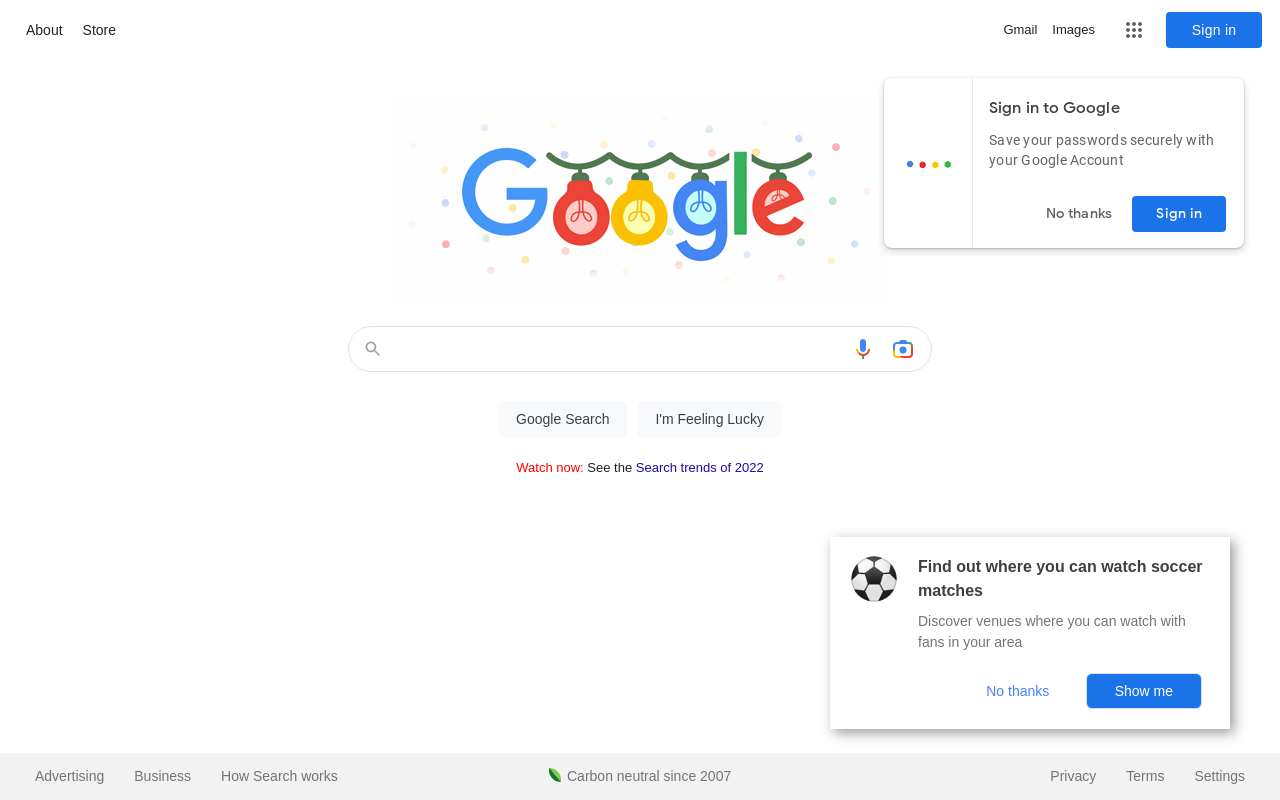 About Store
Gmail Images Sign in
Google
Sign in to Google
Save your passwords securely with
your Google Account
No thanks Sign in
Google Search I'm Feeling Lucky
Watch now: See the Search trends of 2022
Find out where you can watch soccer
matches
Discover venues where you can watch with
fans in your area
No thanks Show me
Advertising Business How Search works Carbon neutral since 2007 Privacy Terms Settings